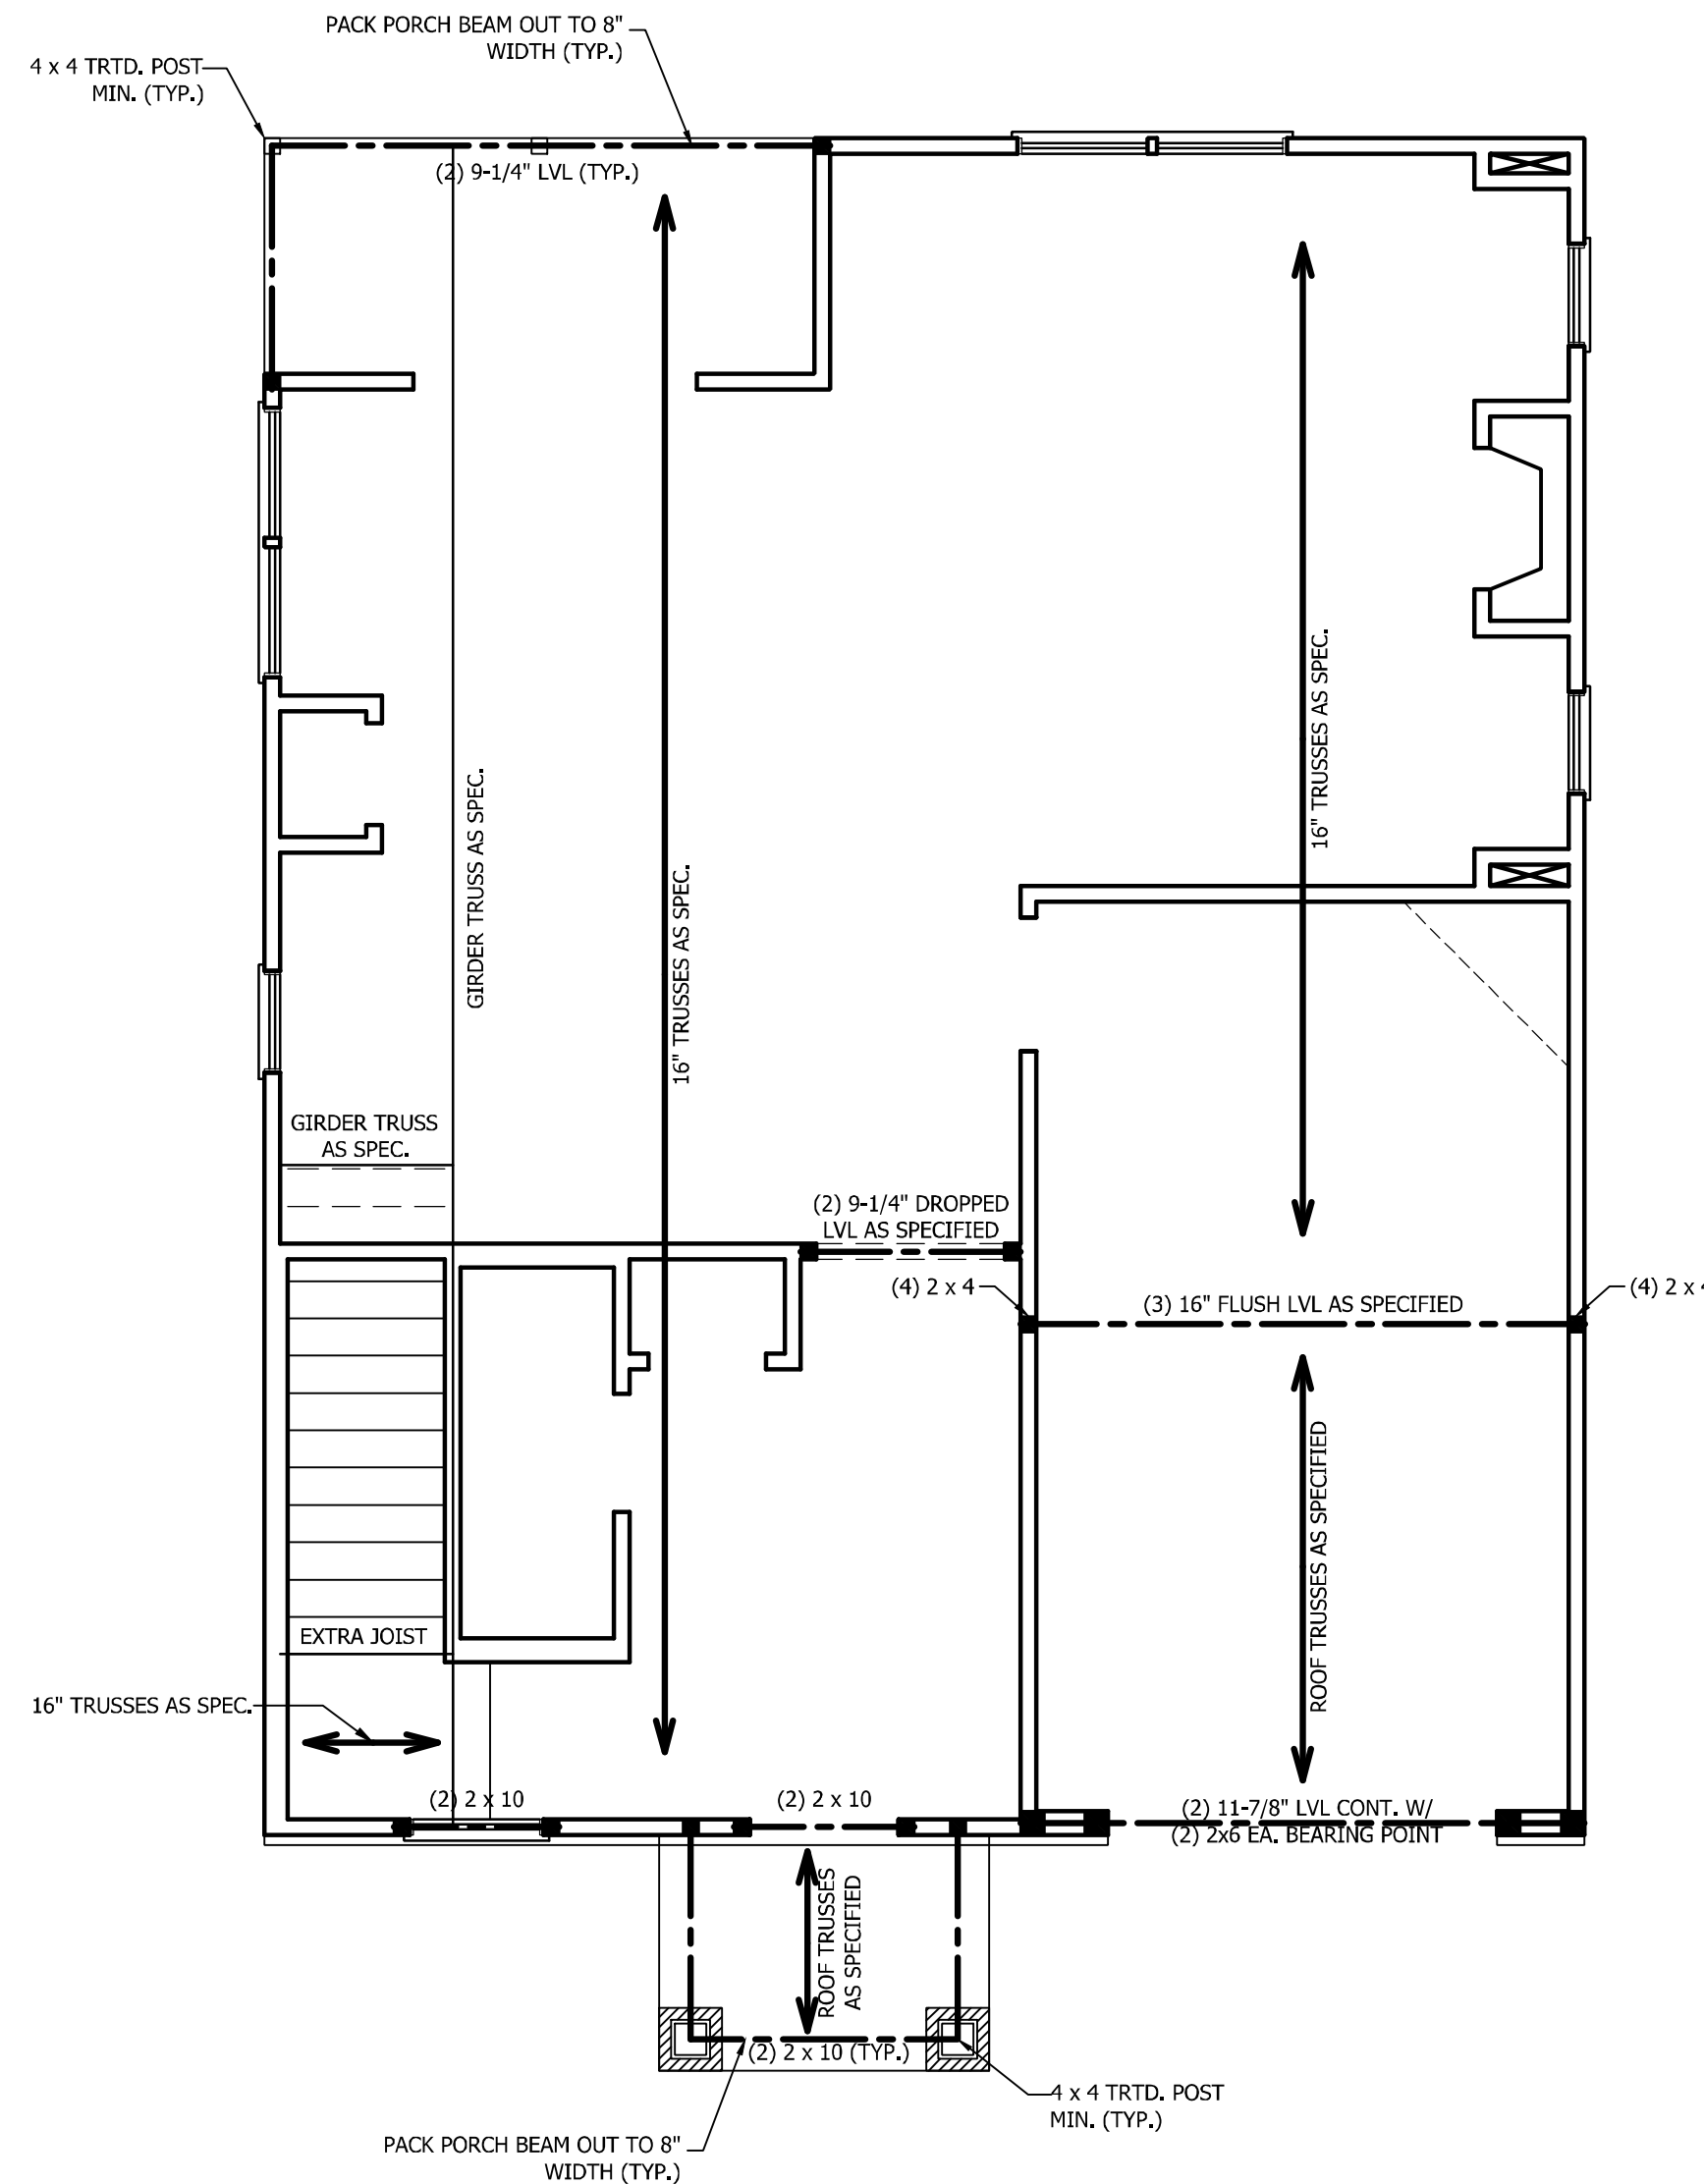 PACK PORCH BEAM OUT TO 8"
WIDTH (TYP.)
4 x 4 TRTD. POST
MIN. (TYP.)
(2) 9-1/4" LVL (TYP.)
16" TRUSSES AS SPEC.
GIRDER TRUSS AS SPEC.
16" TRUSSES AS SPEC.
GIRDER TRUSS
AS SPEC.
(2) 9-1/4" DROPPED
LVL AS SPECIFIED
(4) 2 x 4
(3) 16" FLUSH LVL AS SPECIFIED
(4) 2 x
ROOF TRUSSES AS SPECIFIED
EXTRA JOIST
16" TRUSSES AS SPEC.
(2) 2 x 10
(2) 2 x 10
(2) 11-7/8" LVL CONT. W/
(2) 2x6 EA. BEARING POINT
ROOF TRUSSES
AS SPECIFIED
(2) 2 x 10 (TYP.)
4 x 4 TRTD. POST
MIN. (TYP.)
PACK PORCH BEAM OUT TO 8"
WIDTH (TYP.)